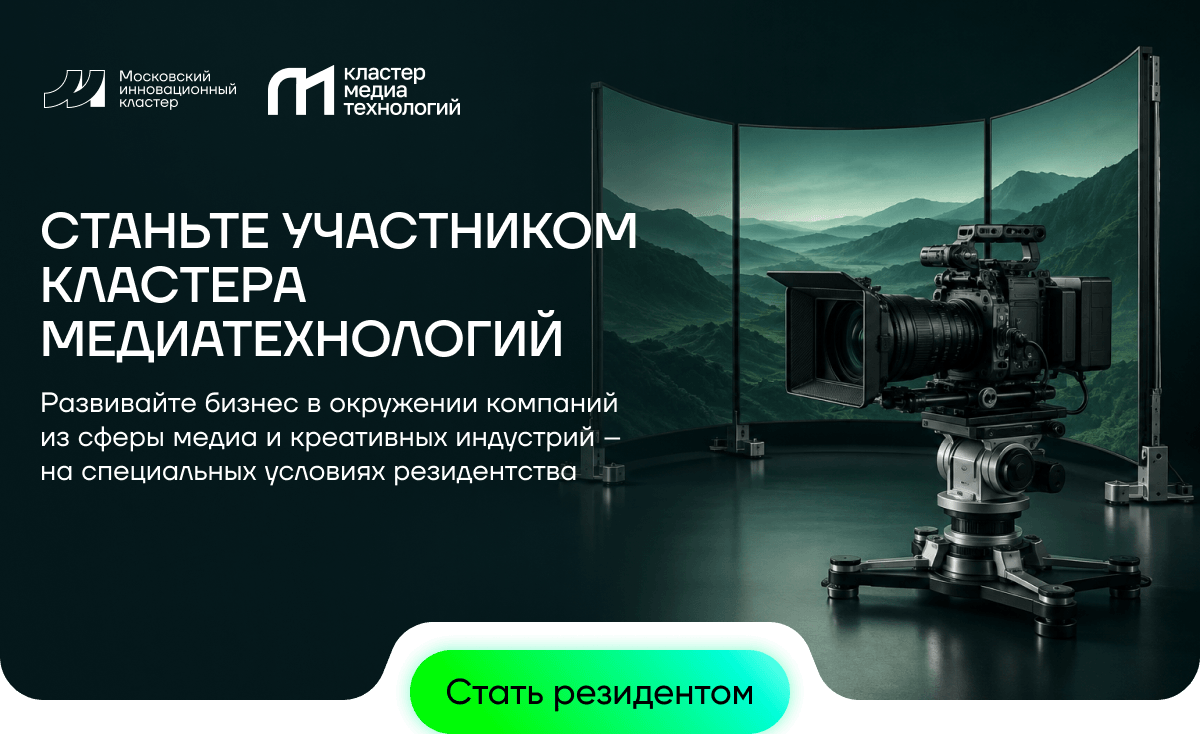 Московский
инновационный
кластер
кластер
медиа
технологий
СТАНЬТЕ УЧАСТНИКОМ
КЛАСТЕРА
МЕДИАТЕХНОЛОГИЙ
Развивайте бизнес в окружении компаний
из сферы медиа и креативных индустрий –
на специальных условиях резидентства
Стать резидентом